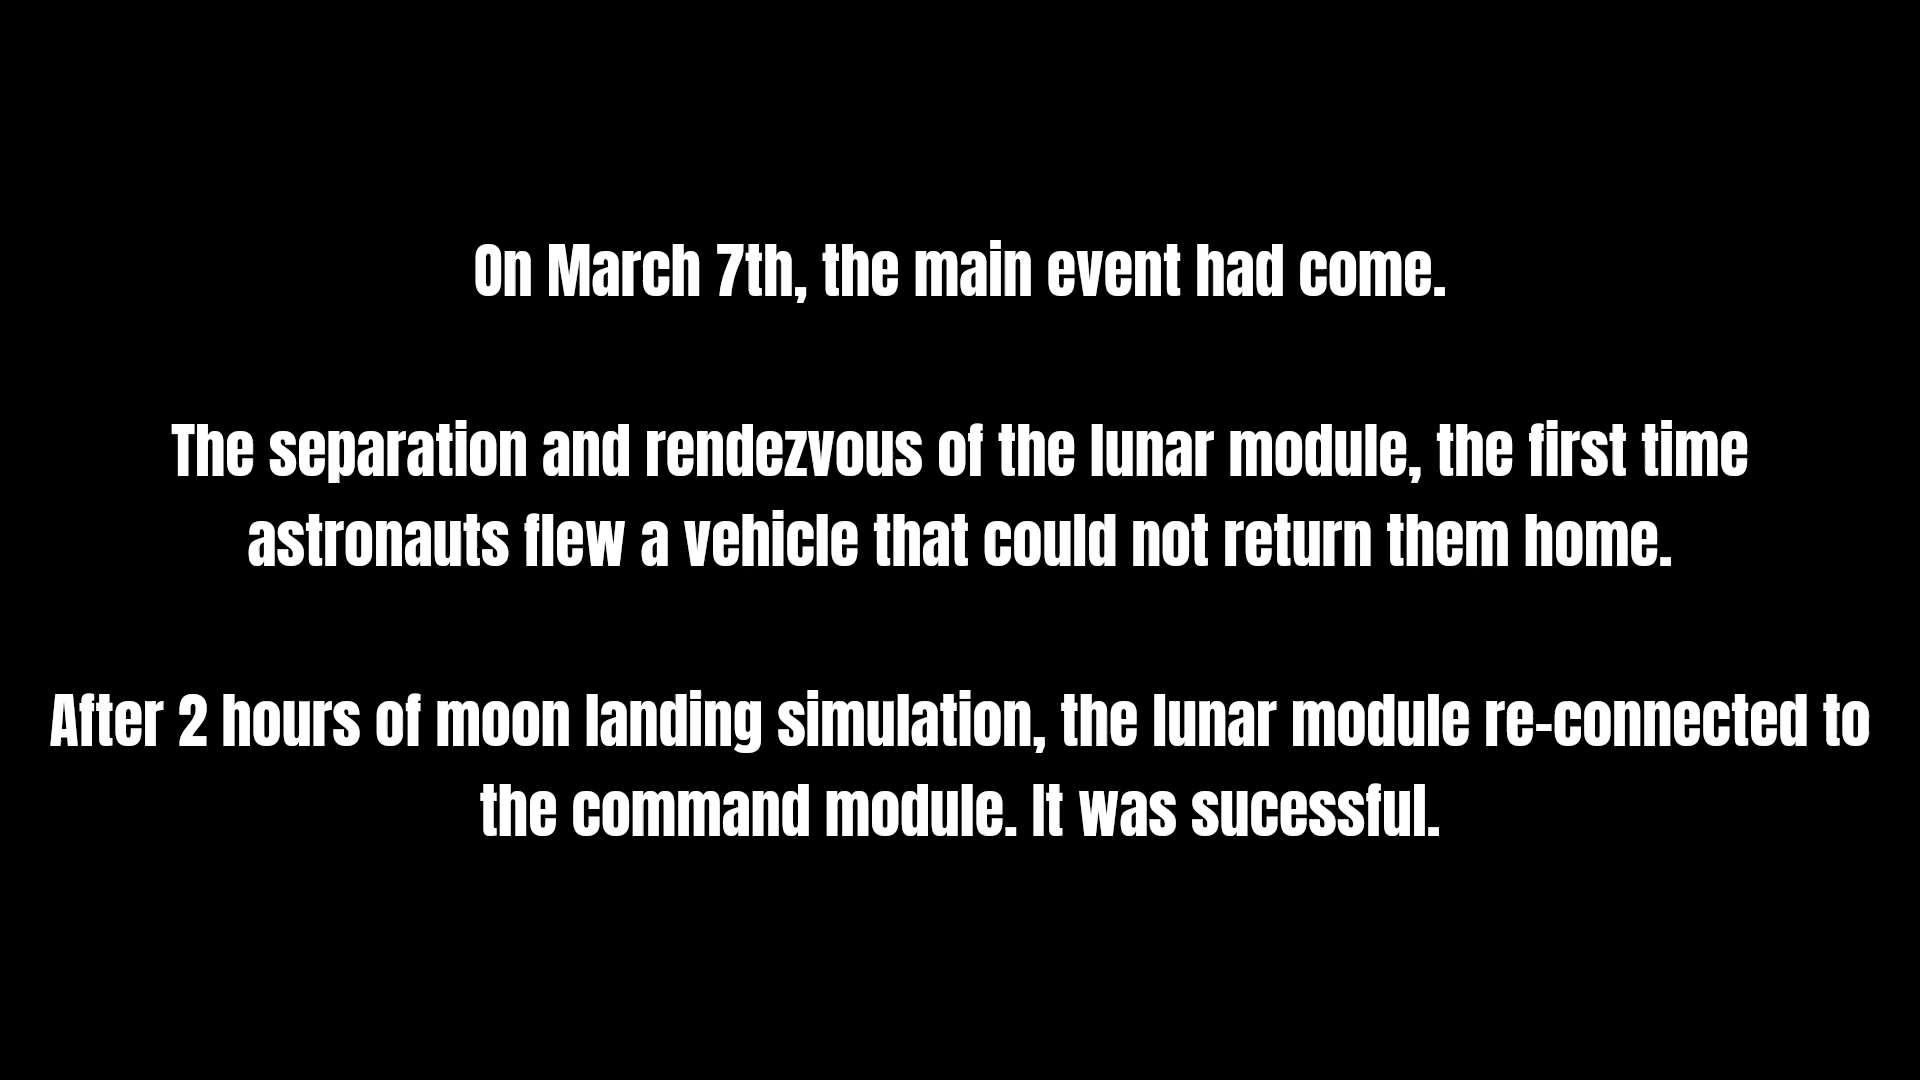 On March 7th, the main event had come.
The separation and rendezvous of the lunar module, the first time
astronauts flew a vehicle that could not return them home.
After 2 hours of moon landing simulation, the lunar module re-connected to
the command module. It was sucessful.